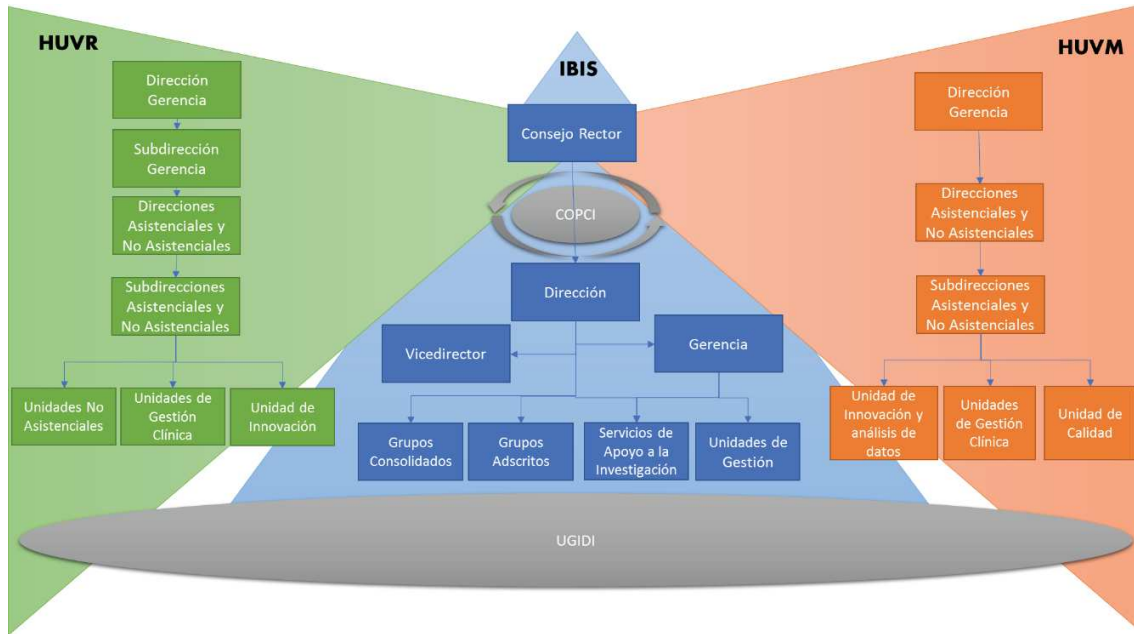 HUVR
Dirección
Gerencia
Subdirección
Gerencia
Direcciones
Asistenciales y
No Asistenciales
Subdirecciones
Asistenciales y
No Asistenciales
Unidades No
Asistenciales
Unidades de
Gestión
Clínica
Unidad de
Innovación
IBIS
Consejo Rector
COPCI
Dirección
Vicedirector
Gerencia
Grupos
Consolidados
Grupos
Adscritos
Servicios de
Apoyo a la
Investigación
Unidades de
Gestión
HUVM
Dirección
Gerencia
Direcciones
Asistenciales y
No Asistenciales
Subdirecciones
Asistenciales y
No Asistenciales
Unidad de
Innovación y
análisis de
datos
Unidades
de Gestión
Clínica
Unidad de
Calidad
UGIDI